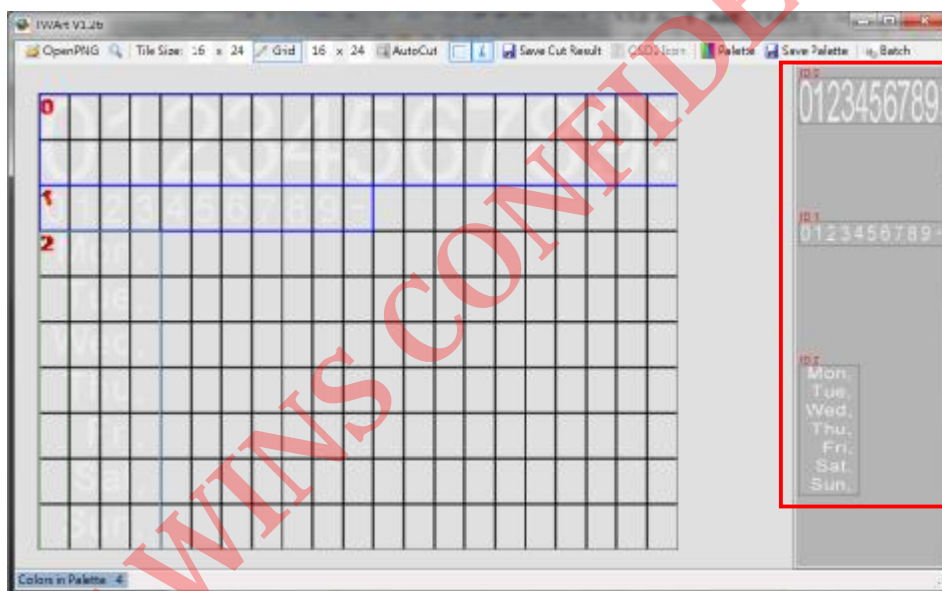 IWArt V1.26
OpenPNG Tile Size: 16 x 24 Grid 16 x 24 AutoCut Save Cut Result Palette Save Palette Batch
0
0123456789:
1
0123456789-
2
Mon.
Tue.
Wed.
Thu.
Fri.
Sat.
Sun.
ID:0
0123456789
ID:1
0123456789-
ID:2
Mon.
Tue.
Wed.
Thu.
Fri.
Sat.
Sun.
Colors in Palette 4
WINS CONFIDE